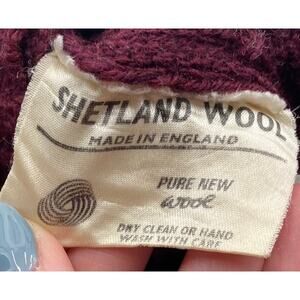 SHETLAND WOOL
MADE IN ENGLAND
PURE NEW
wool
DRY CLEAN OR HAND
WASH WITH CARE